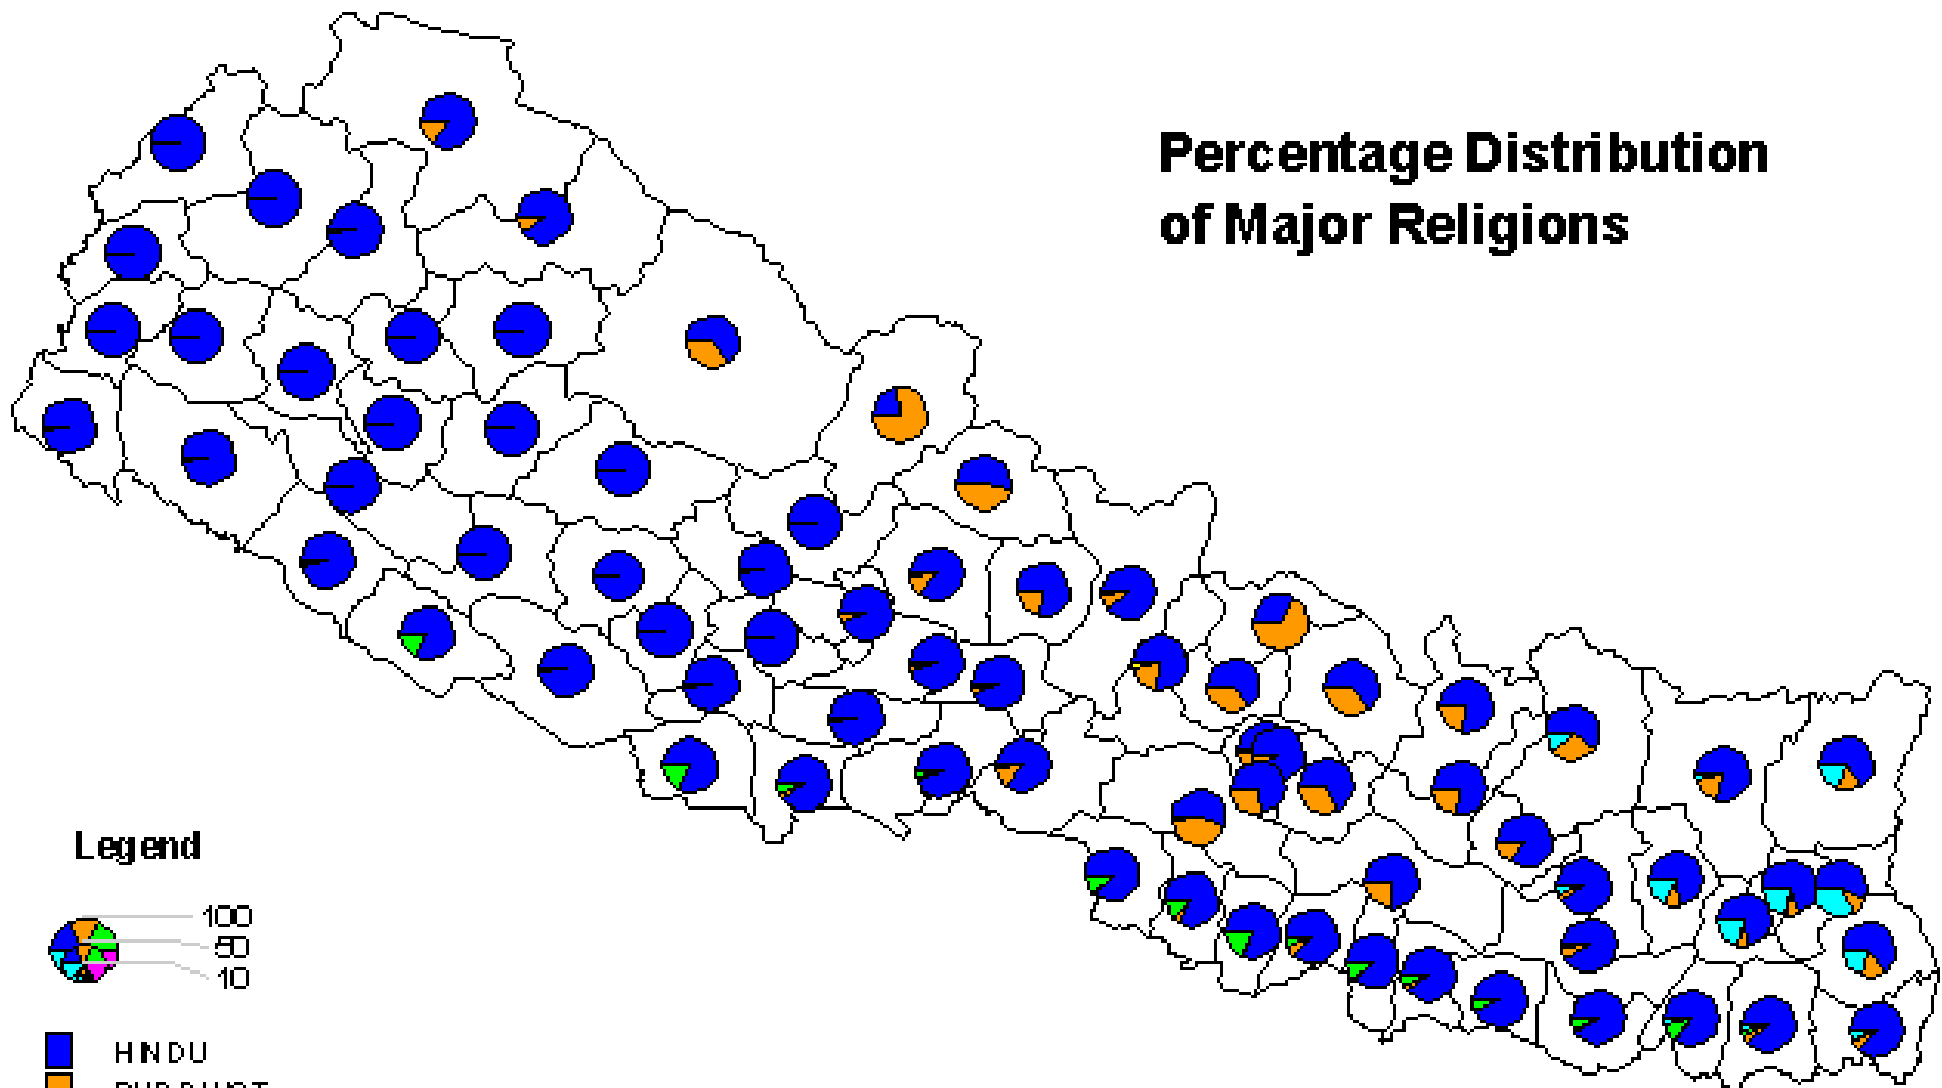 Percentage Distribution
of Major Religions
Legend
100
50
10
HINDU